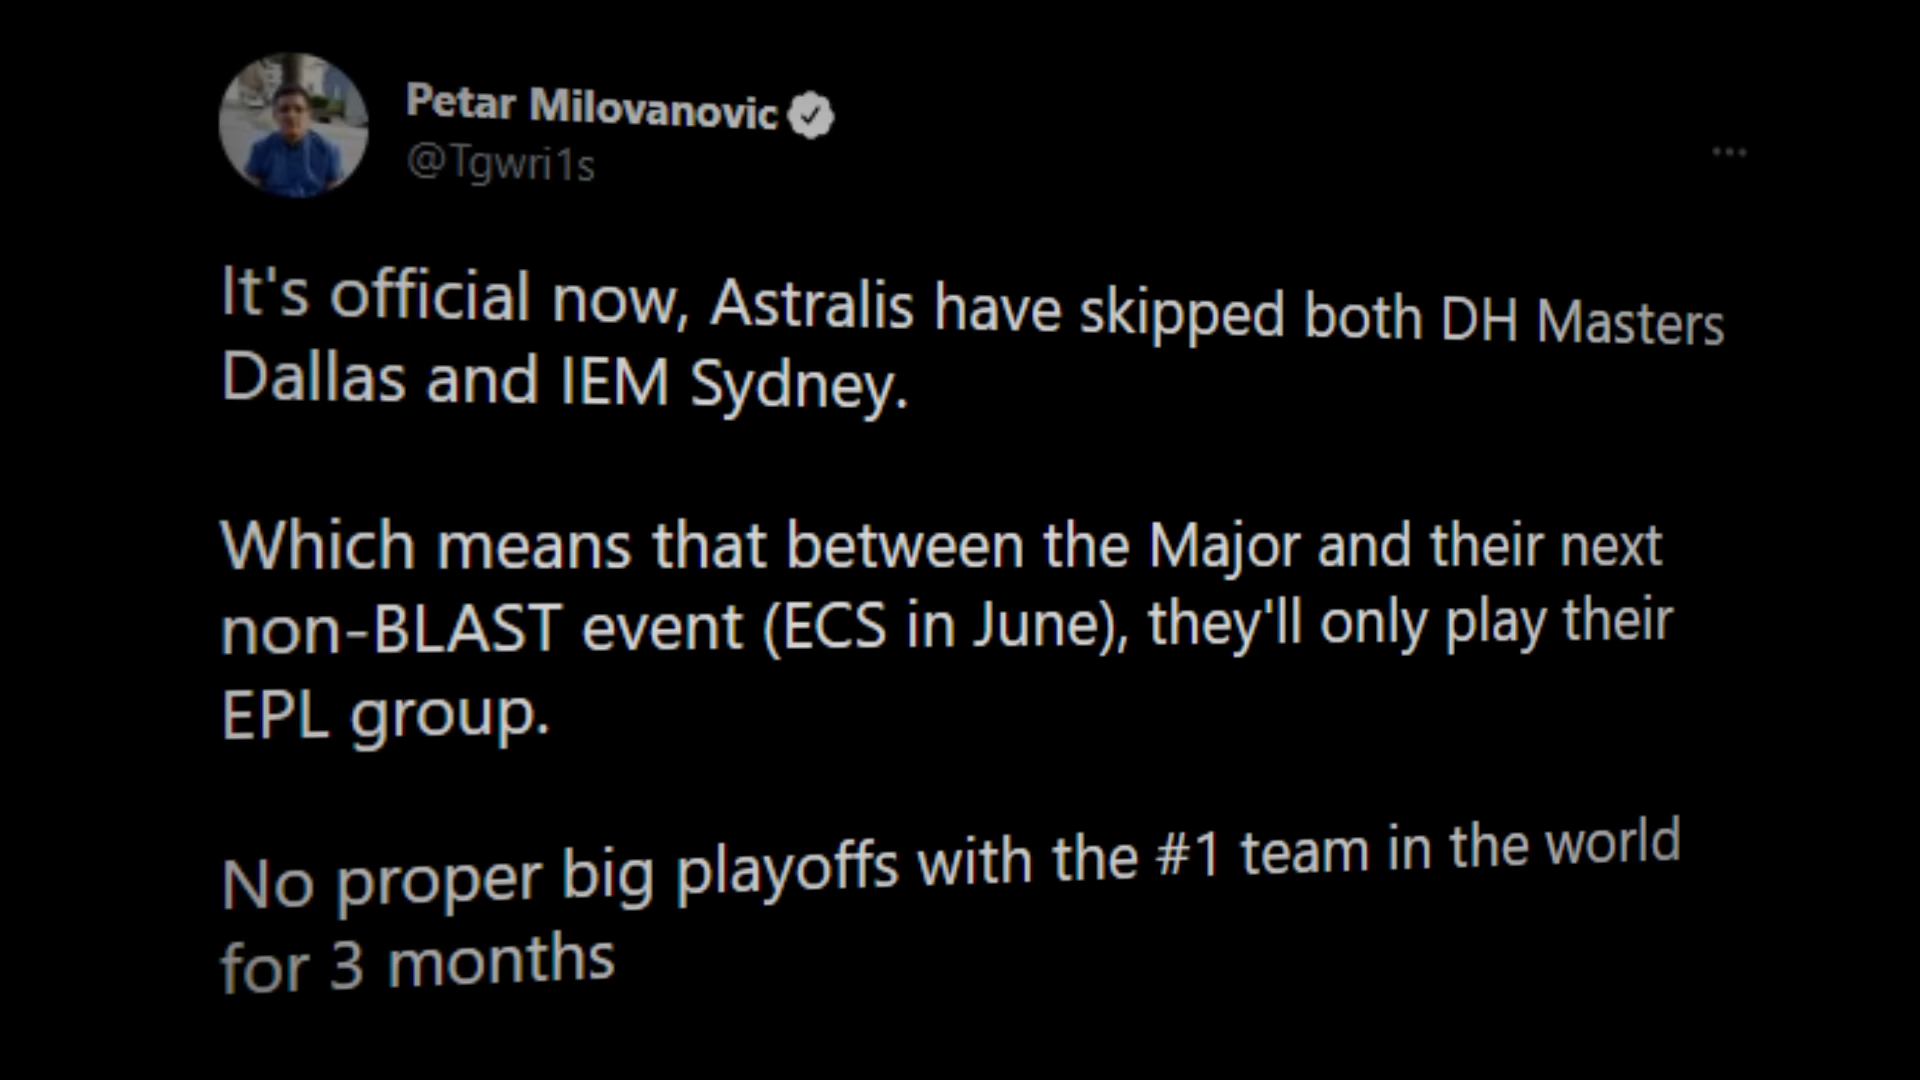 Petar Milovanovic
@Tgwri1s
It's official now, Astralis have skipped both DH Masters
Dallas and IEM Sydney.
Which means that between the Major and their next
non-BLAST event (ECS in June), they'll only play their
EPL group.
No proper big playoffs with the #1 team in the world
for 3 months